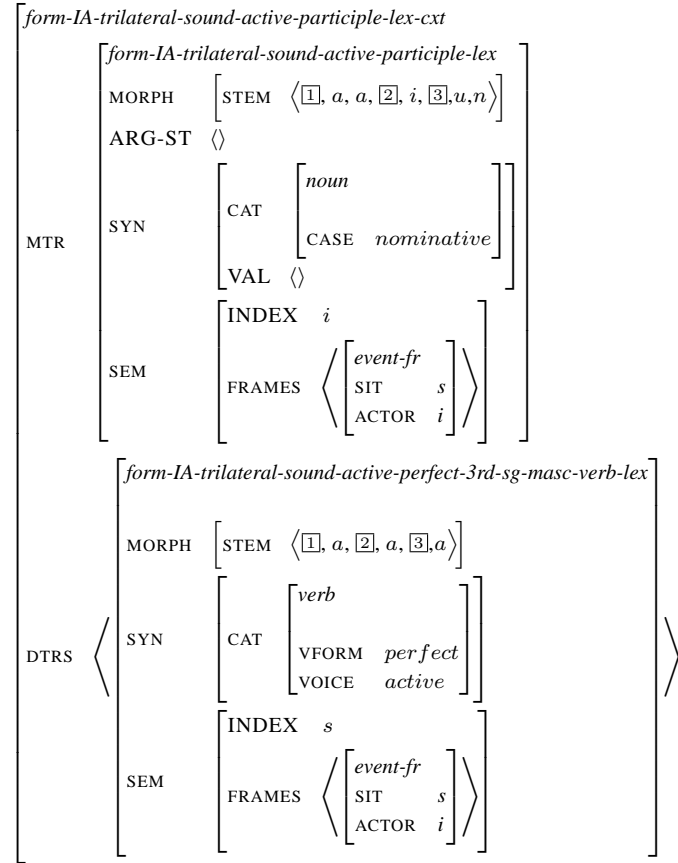 form-IA-trilateral-sound-active-participle-lex-cxt
form-IA-trilateral-sound-active-participle-lex
MORPH [STEM ⟨1, a, a, 2, i, 3,u,n⟩]
ARG-ST ⟨⟩
noun
MTR SYN CAT
CASE nominative
VAL ⟨⟩
INDEX i
event-fr
SEM FRAMES ⟨ SIT s ⟩
ACTOR i
form-IA-trilateral-sound-active-perfect-3rd-sg-masc-verb-lex
MORPH [STEM ⟨1, a, 2, a, 3,a⟩]
verb
SYN CAT
DTRS VFORM perfect
VOICE active
INDEX s
event-fr
SEM FRAMES ⟨ SIT s ⟩
ACTOR i